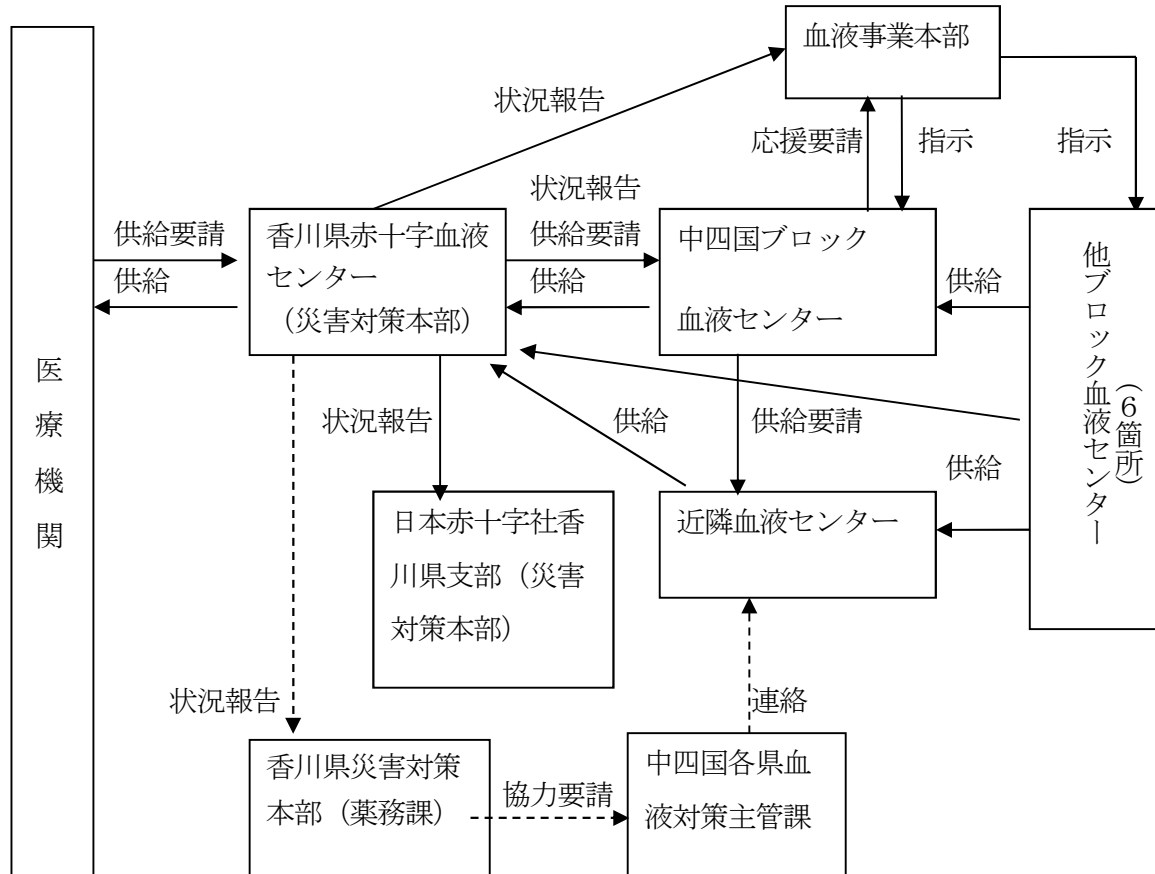 血液事業本部
状況報告
応援要請
指示
指示
状況報告
供給要請
供給
香川県赤十字血液
センター
（災害対策本部）
供給要請
供給
中四国ブロック
血液センター
供給
他ブロック血液センター
（６箇所）
医療機関
状況報告
供給
供給要請
供給
日本赤十字社香
川県支部（災害
対策本部）
近隣血液センター
状況報告
連絡
香川県災害対策
本部（薬務課）
協力要請
中四国各県血
液対策主管課